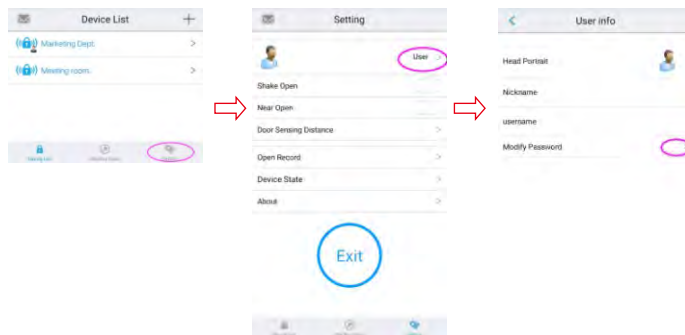 Device List
Marketing Dept.
Meeting room.
Setting
User
Shake Open
Near Open
Door Sensing Distance
Open Record
Device State
About
Exit
User info
Head Portrait
Nickname
username
Modify Password